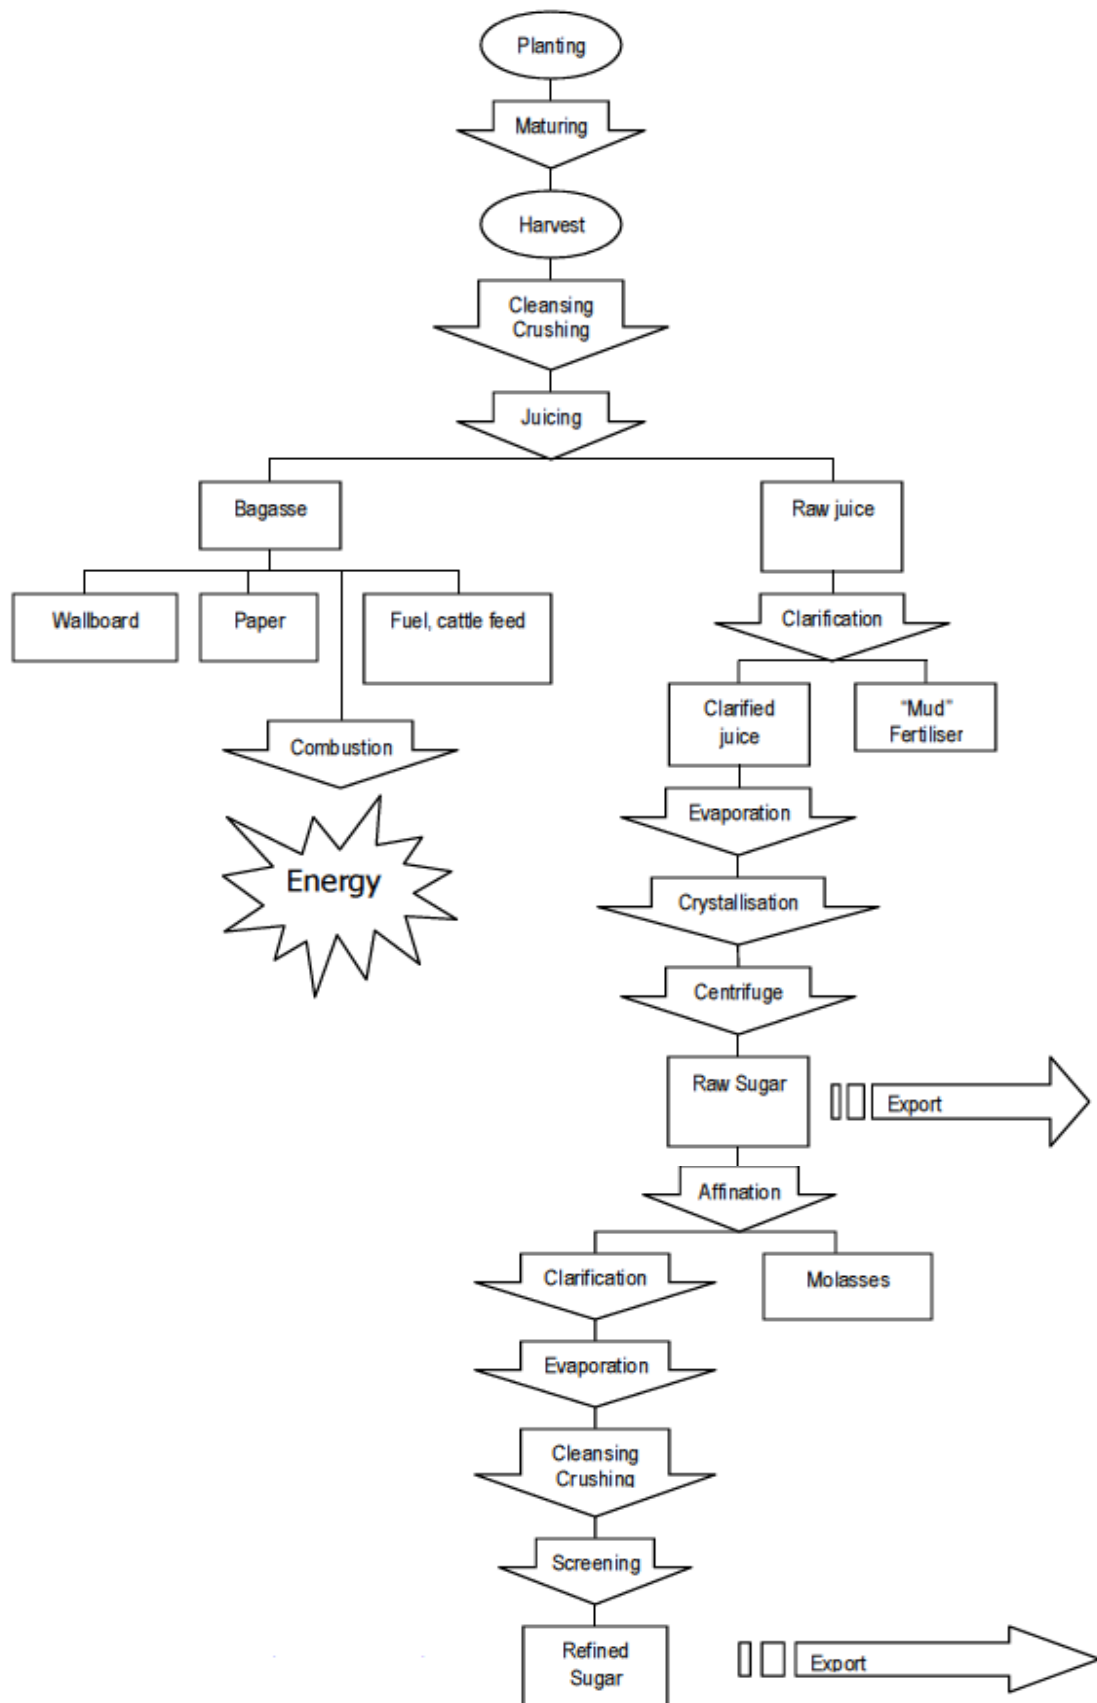 Planting
Maturing
Harvest
Cleansing
Crushing
Juicing
Bagasse
Raw juice
Wallboard
Paper
Fuel, cattle feed
Clarification
Clarified
juice
"Mud"
Fertiliser
Combustion
Evaporation
Energy
Crystallisation
Centrifuge
Raw Sugar
Export
Affination
Clarification
Molasses
Evaporation
Cleansing
Crushing
Screening
Refined
Sugar
Export